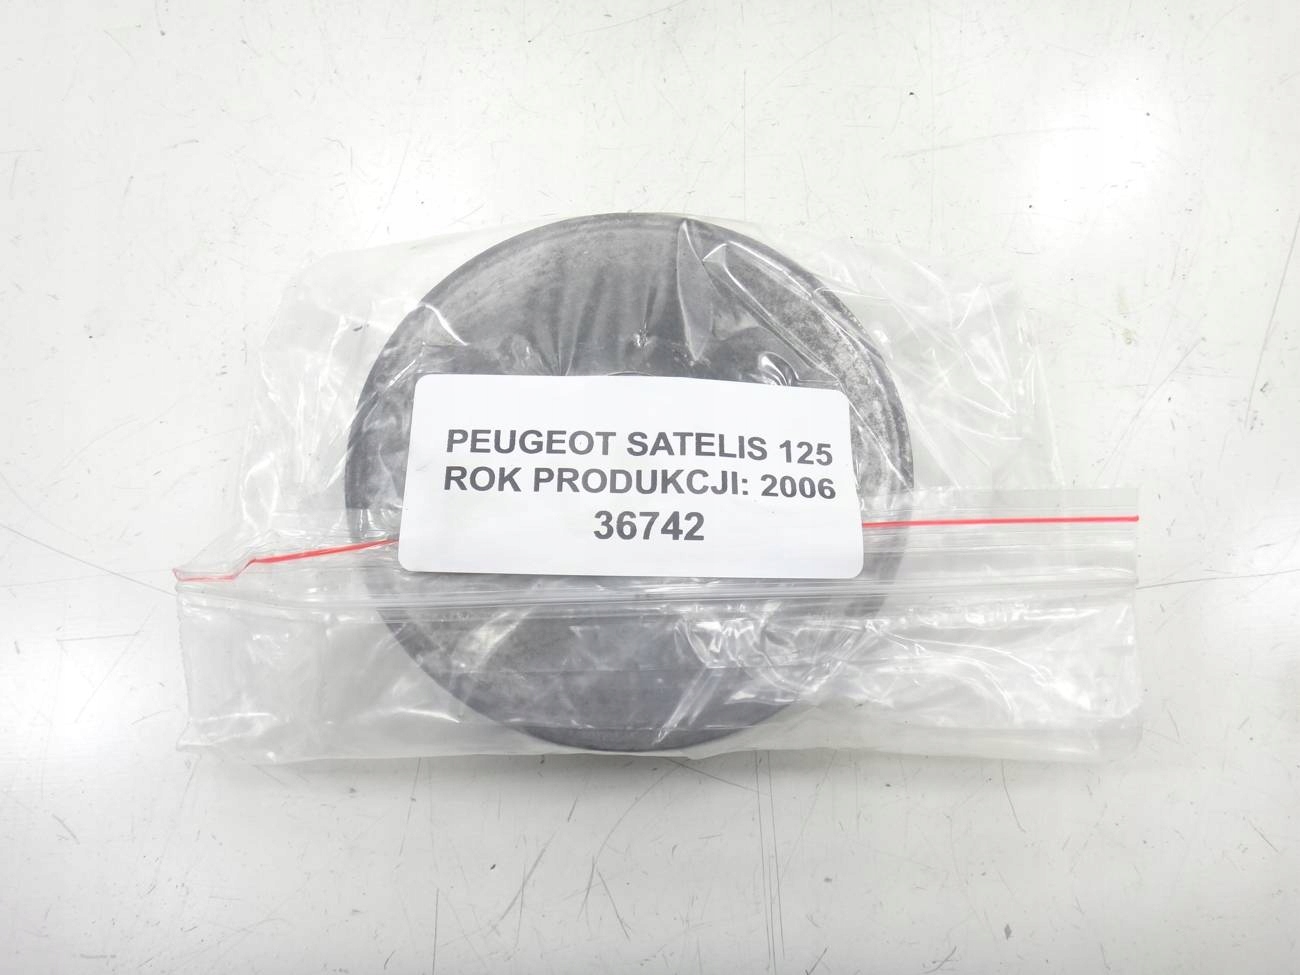 PEUGEOT SATELIS 125
ROK PRODUKCJI: 2006
36742